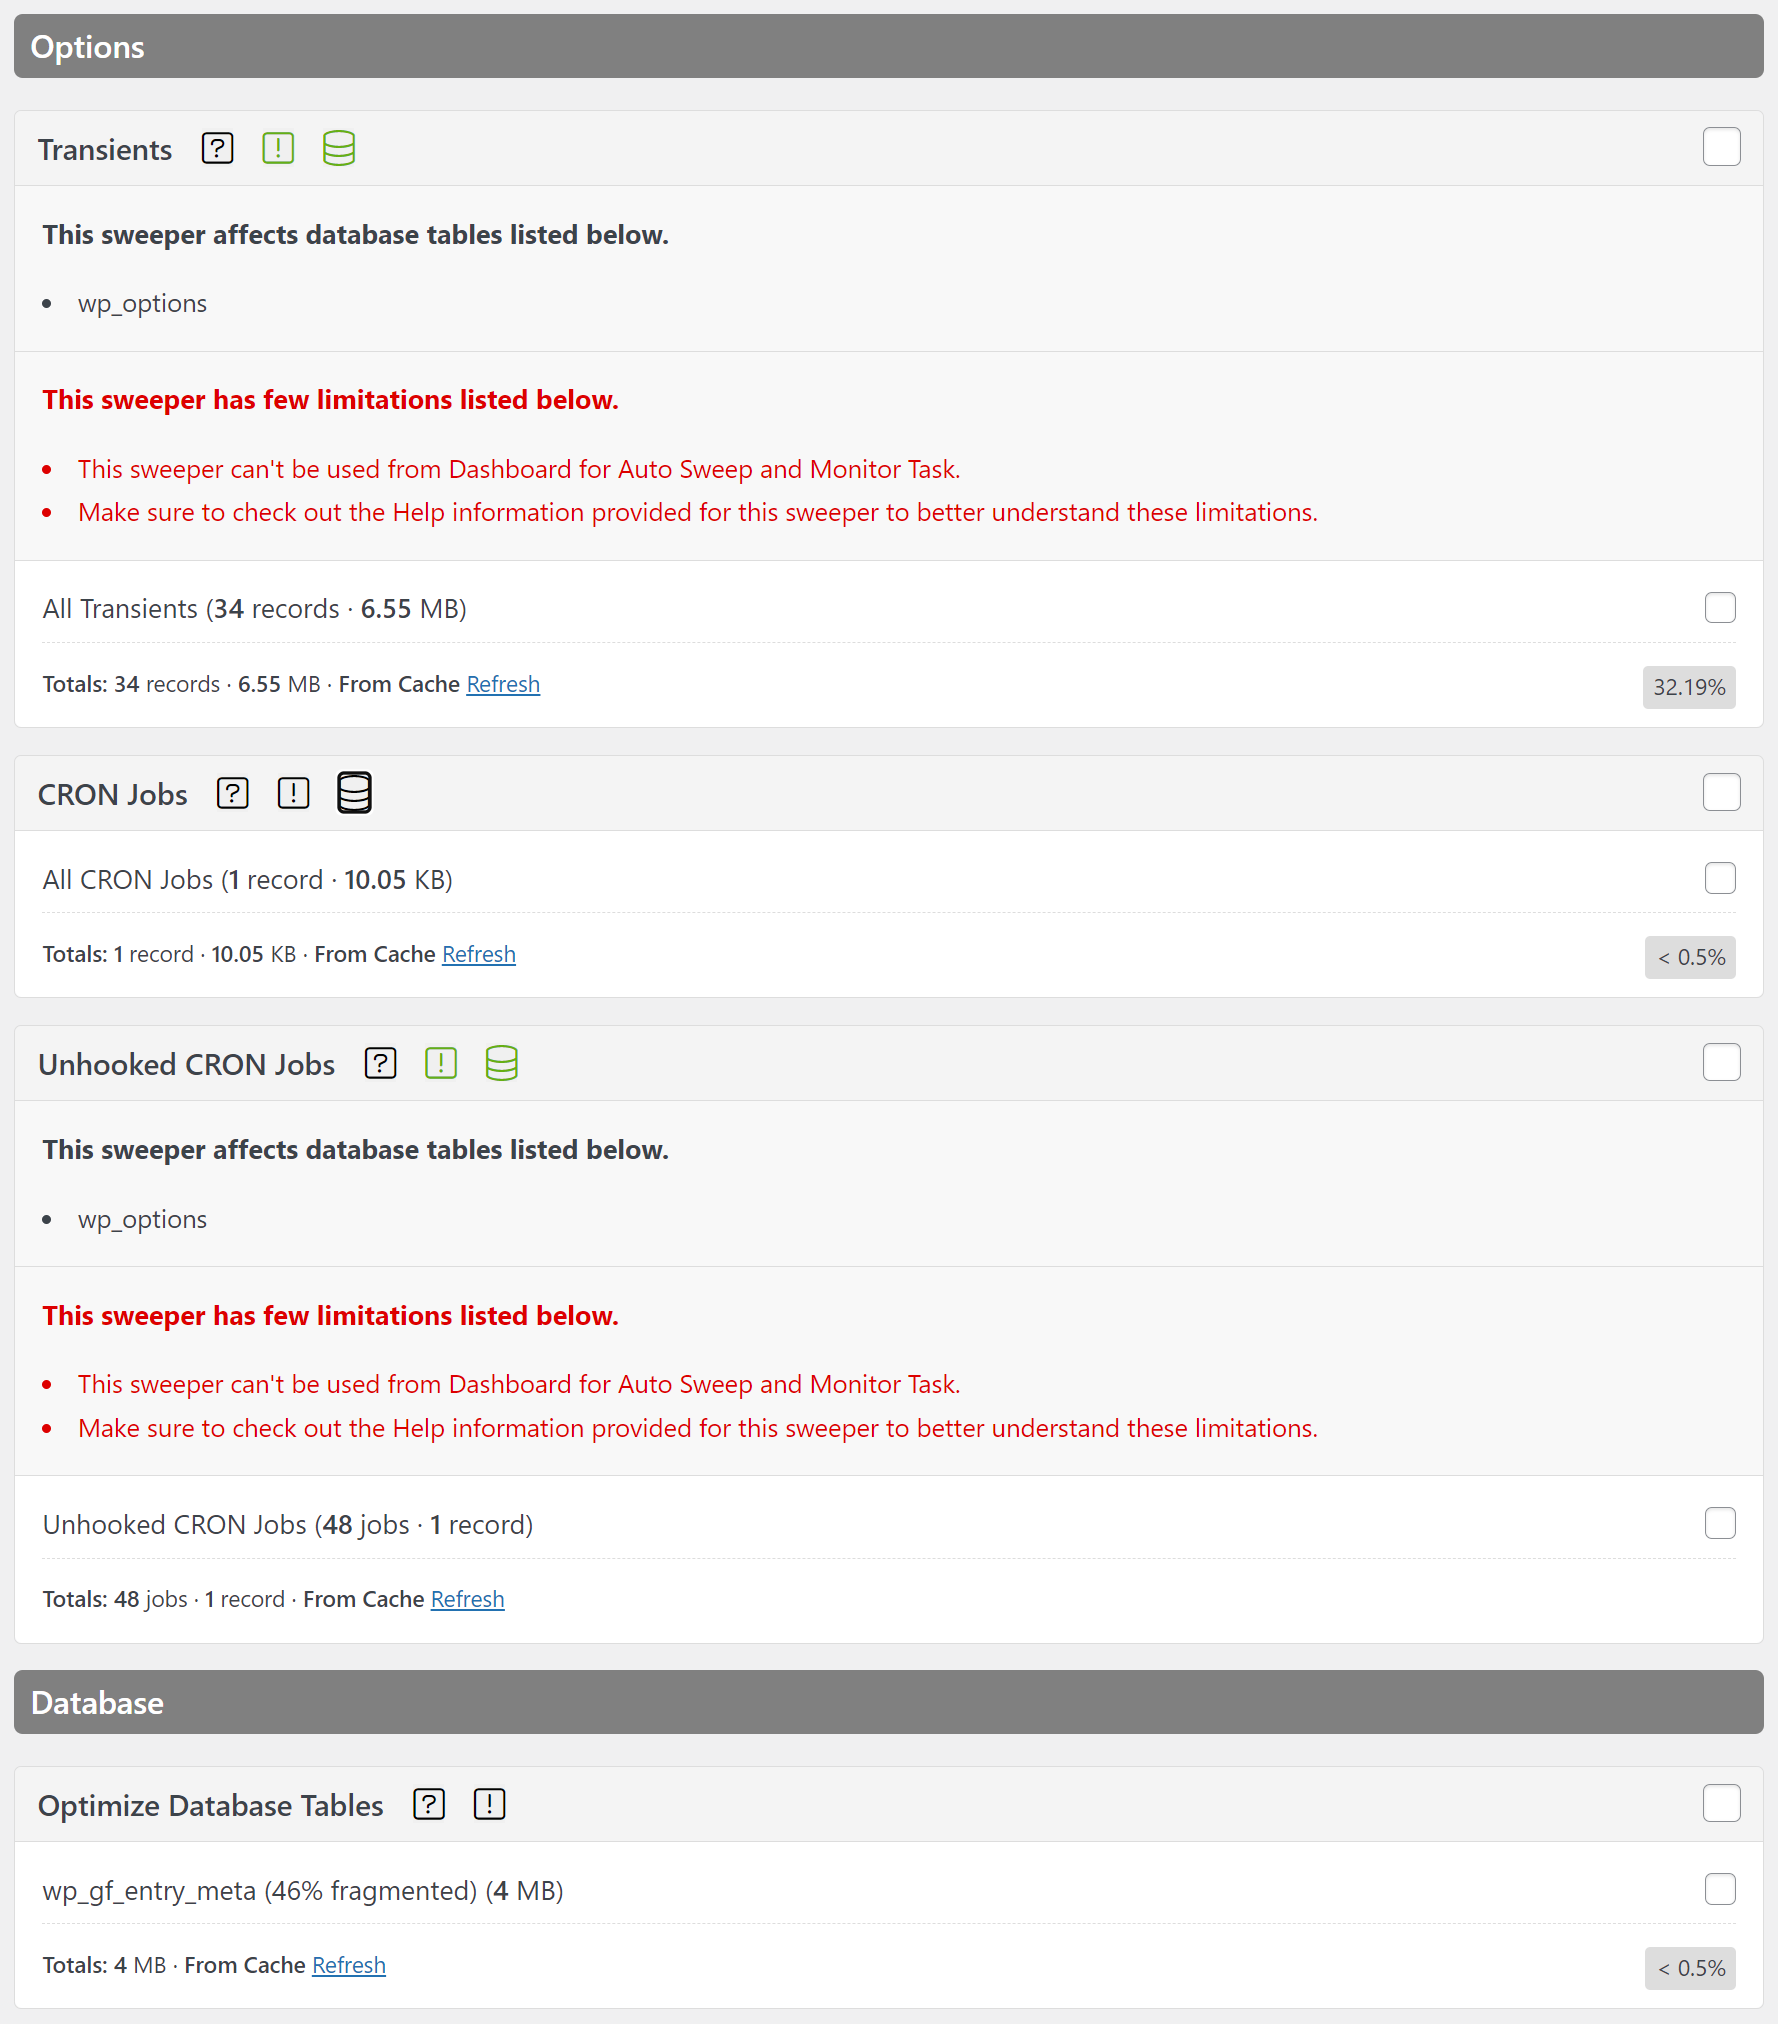 Options
Transients
This sweeper affects database tables listed below.
• wp_options
This sweeper has few limitations listed below.
• This sweeper can't be used from Dashboard for Auto Sweep and Monitor Task.
• Make sure to check out the Help information provided for this sweeper to better understand these limitations.
All Transients (34 records · 6.55 MB)
Totals: 34 records · 6.55 MB · From Cache Refresh
32.19%
CRON Jobs
All CRON Jobs (1 record · 10.05 KB)
Totals: 1 record · 10.05 KB · From Cache Refresh
< 0.5%
Unhooked CRON Jobs
This sweeper affects database tables listed below.
• wp_options
This sweeper has few limitations listed below.
• This sweeper can't be used from Dashboard for Auto Sweep and Monitor Task.
• Make sure to check out the Help information provided for this sweeper to better understand these limitations.
Unhooked CRON Jobs (48 jobs · 1 record)
Totals: 48 jobs · 1 record · From Cache Refresh
Database
Optimize Database Tables
wp_gf_entry_meta (46% fragmented) (4 MB)
Totals: 4 MB · From Cache Refresh
< 0.5%